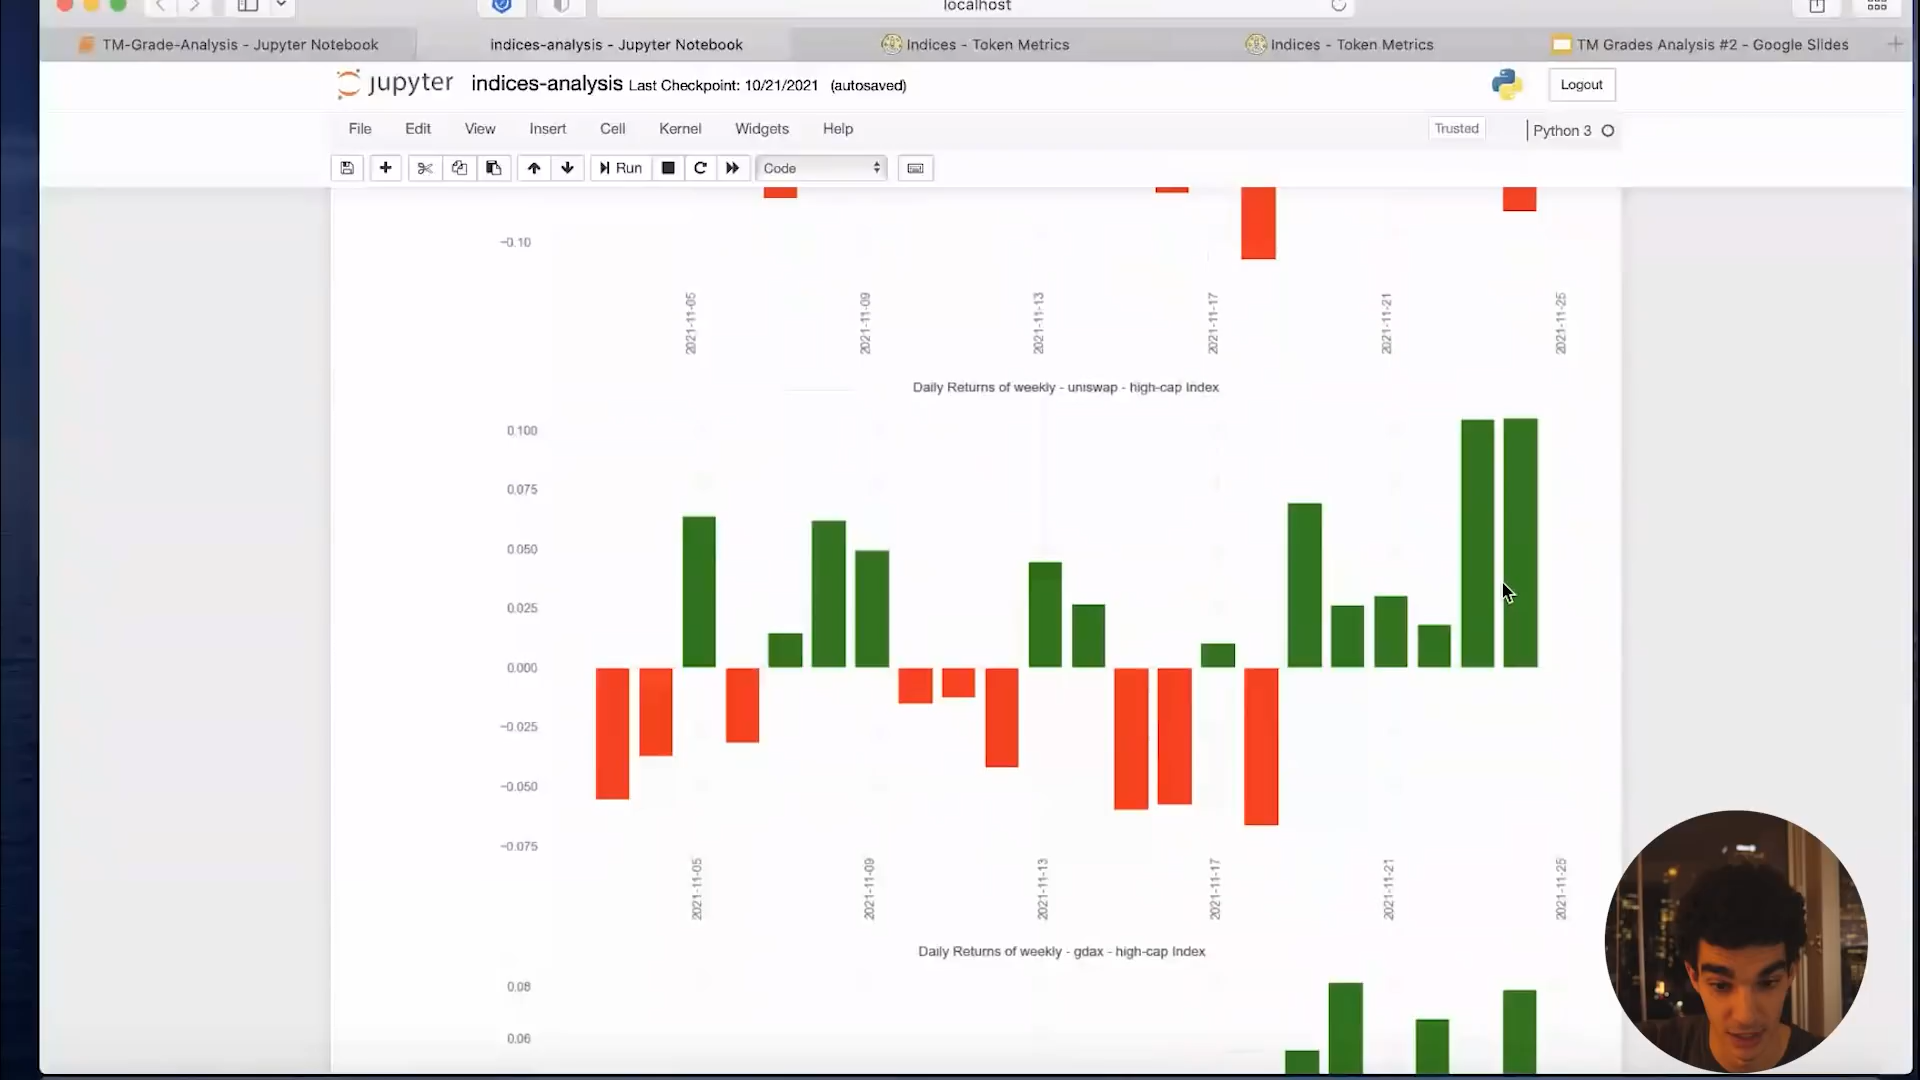 localhost
TM-Grade-Analysis - Jupyter Notebook
indices-analysis - Jupyter Notebook
Indices - Token Metrics
Indices - Token Metrics
TM Grades Analysis #2 - Google Slides
jupyter indices-analysis Last Checkpoint: 10/21/2021 (autosaved)
Logout
File Edit View Insert Cell Kernel Widgets Help
Trusted
Python 3
Run
Code
−0.10
2021-11-05
2021-11-09
2021-11-13
2021-11-17
2021-11-21
2021-11-25
Daily Returns of weekly - uniswap - high-cap Index
0.100
0.075
0.050
0.025
0.000
−0.025
−0.050
−0.075
2021-11-05
2021-11-09
2021-11-13
2021-11-17
2021-11-21
2021-11-25
Daily Returns of weekly - gdax - high-cap Index
0.08
0.06